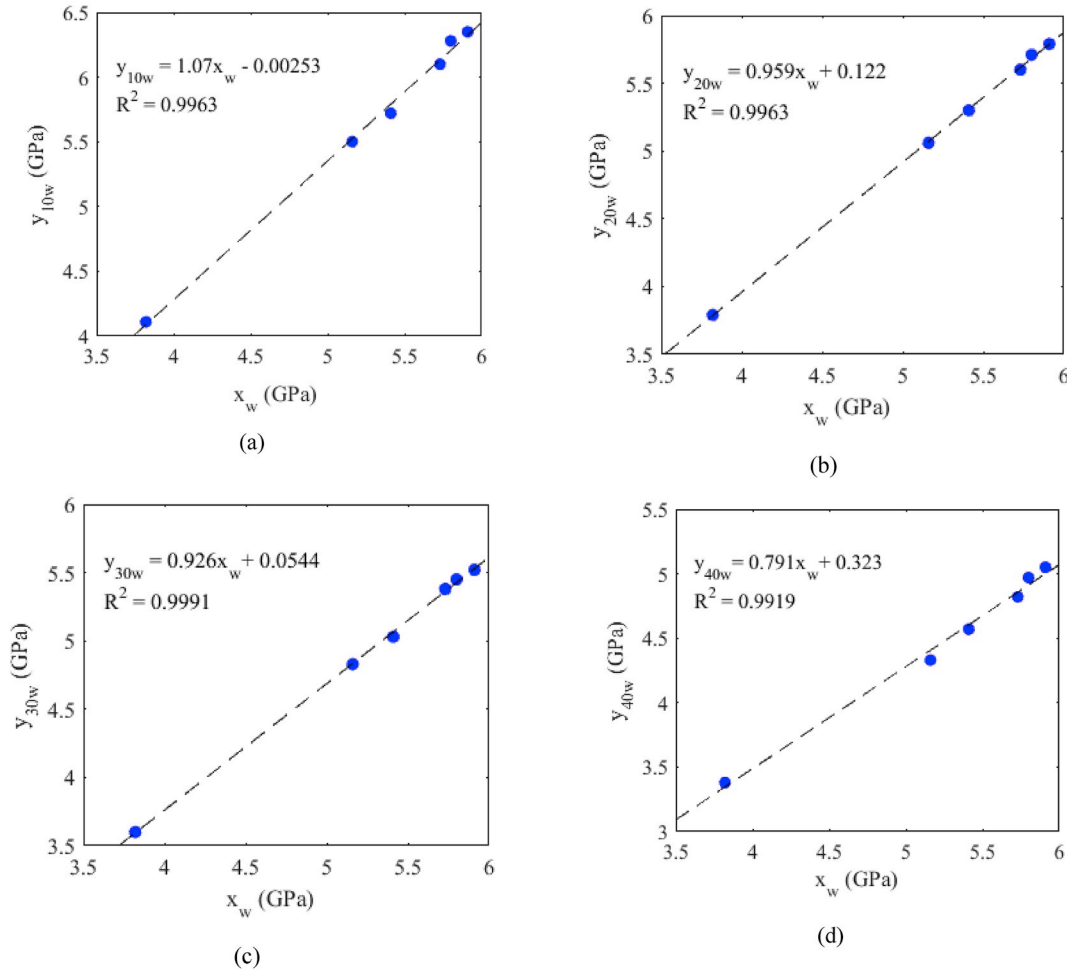 6.5
6
5.5
5
4.5
4
3.5 4 4.5 5 5.5 6
y10w (GPa)
xw (GPa)
y10w = 1.07xw - 0.00253
R2 = 0.9963
(a)
6
5.5
5
4.5
4
3.5
3.5 4 4.5 5 5.5 6
y20w (GPa)
xw (GPa)
y20w = 0.959xw + 0.122
R2 = 0.9963
(b)
6
5.5
5
4.5
4
3.5
3.5 4 4.5 5 5.5 6
y30w (GPa)
xw (GPa)
y30w = 0.926xw + 0.0544
R2 = 0.9991
(c)
5.5
5
4.5
4
3.5
3
3.5 4 4.5 5 5.5 6
y40w (GPa)
xw (GPa)
y40w = 0.791xw + 0.323
R2 = 0.9919
(d)